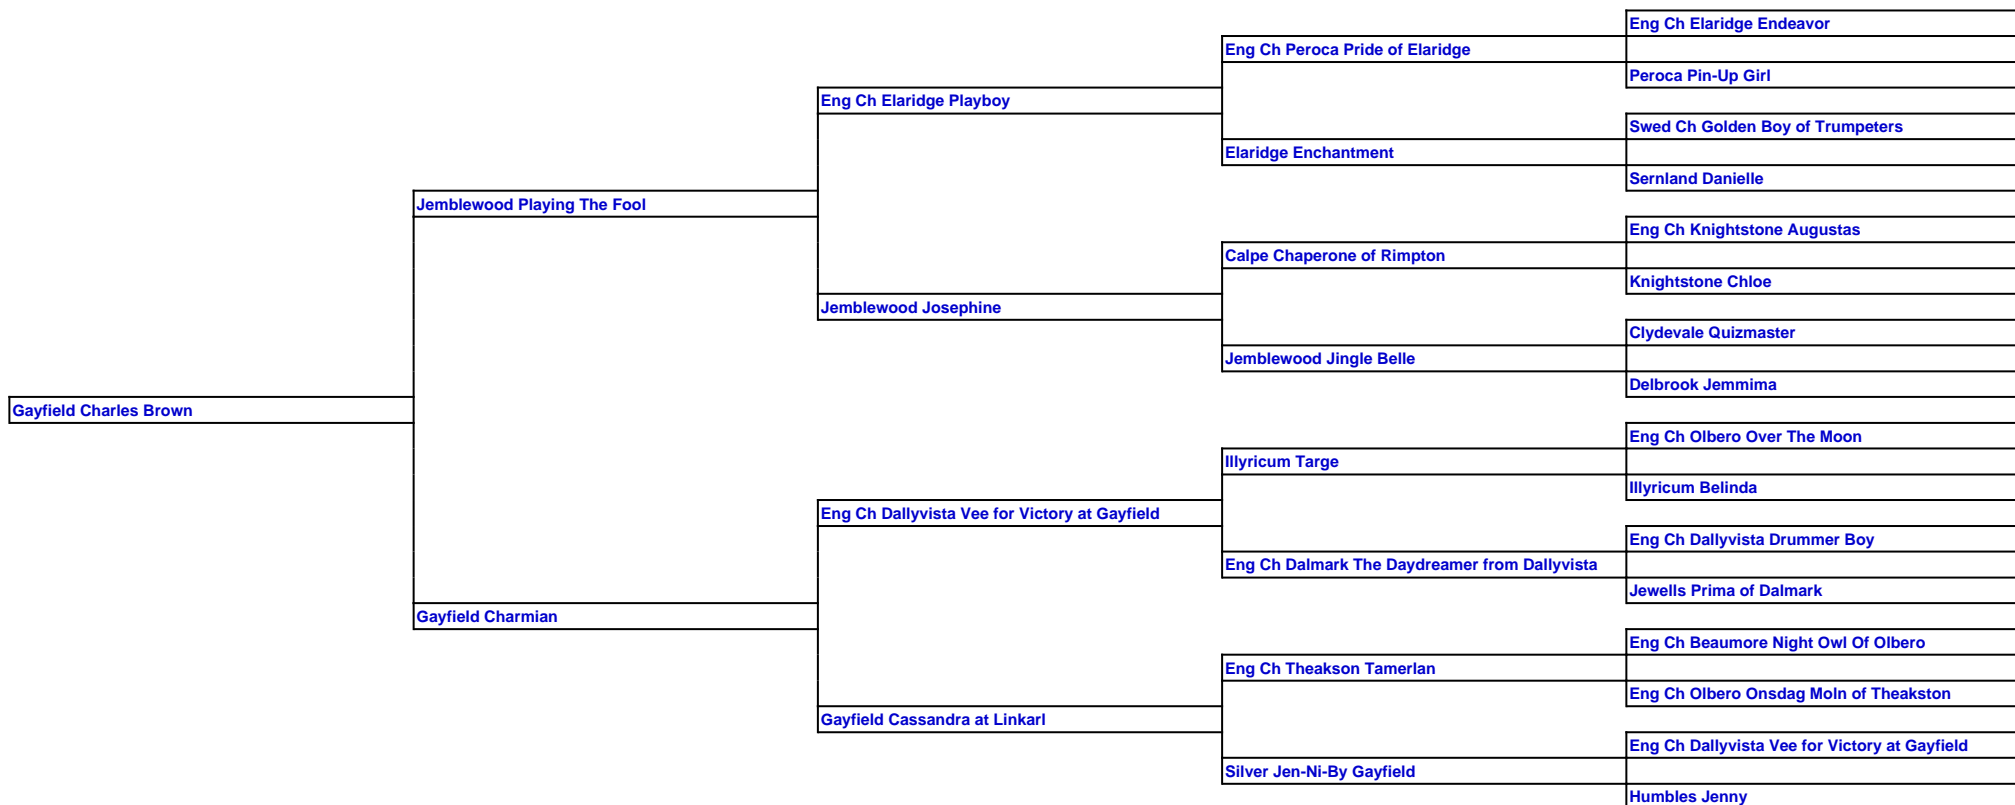 Eng Ch Elaridge Endeavor
Eng Ch Peroca Pride of Elaridge
Peroca Pin-Up Girl
Eng Ch Elaridge Playboy
Swed Ch Golden Boy of Trumpeters
Elaridge Enchantment
Sernland Danielle
Jemblewood Playing The Fool
Eng Ch Knightstone Augustas
Calpe Chaperone of Rimpton
Knightstone Chloe
Jemblewood Josephine
Clydevale Quizmaster
Jemblewood Jingle Belle
Delbrook Jemmima
Gayfield Charles Brown
Eng Ch Olbero Over The Moon
Illyricum Targe
Illyricum Belinda
Eng Ch Dallyvista Vee for Victory at Gayfield
Eng Ch Dallyvista Drummer Boy
Eng Ch Dalmark The Daydreamer from Dallyvista
Jewells Prima of Dalmark
Gayfield Charmian
Eng Ch Beaumore Night Owl Of Olbero
Eng Ch Theakson Tamerlan
Eng Ch Olbero Onsdag Moln of Theakston
Gayfield Cassandra at Linkarl
Eng Ch Dallyvista Vee for Victory at Gayfield
Silver Jen-Ni-By Gayfield
Humbles Jenny